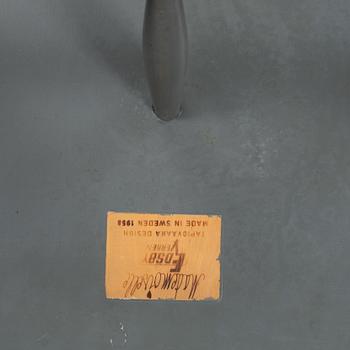 Mademoiselle
EDSBY
VERKEN
TAPIOVAARA DESIGN
MADE IN SWEDEN 1958